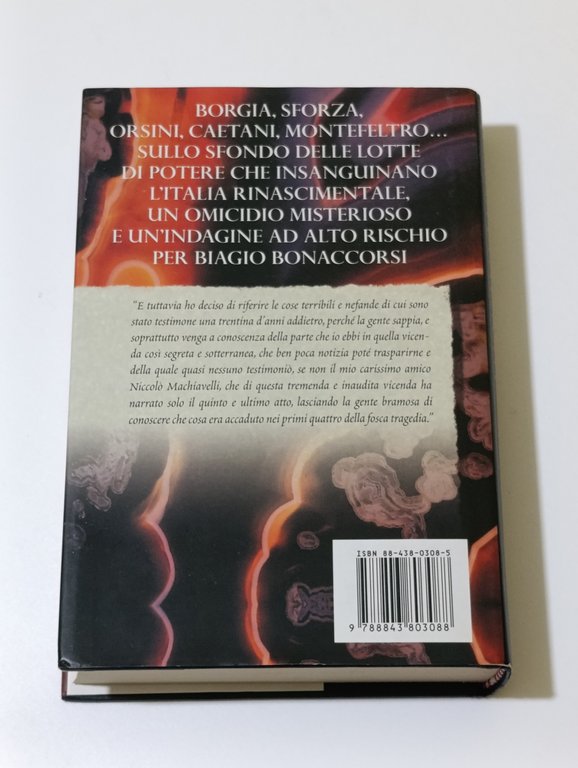 BORGIA, SFORZA,
ORSINI, CAETANI, MONTEFELTRO...
SULLO SFONDO DELLE LOTTE
DI POTERE CHE INSANGUINANO
L'ITALIA RINASCIMENTALE,
UN OMICIDIO MISTERIOSO
E UN'INDAGINE AD ALTO RISCHIO
PER BIAGIO BONACCORSI
"E tuttavia ho deciso di riferire le cose terribili e nefande di cui sono
stato testimone una trentina d'anni addietro, perché la gente sappia, e
soprattutto venga a conoscenza della parte che io ebbi in quella vicen-
da così segreta e sotterranea, che ben poca notizia poté trasparirne e
della quale quasi nessuno testimoniò, se non il mio carissimo amico
Niccolò Machiavelli, che di questa tremenda e inaudita vicenda ha
narrato solo il quinto e ultimo atto, lasciando la gente bramosa di
conoscere che cosa era accaduto nei primi quattro della fosca tragedia."
ISBN 88-438-0308-5
9 788843 803088